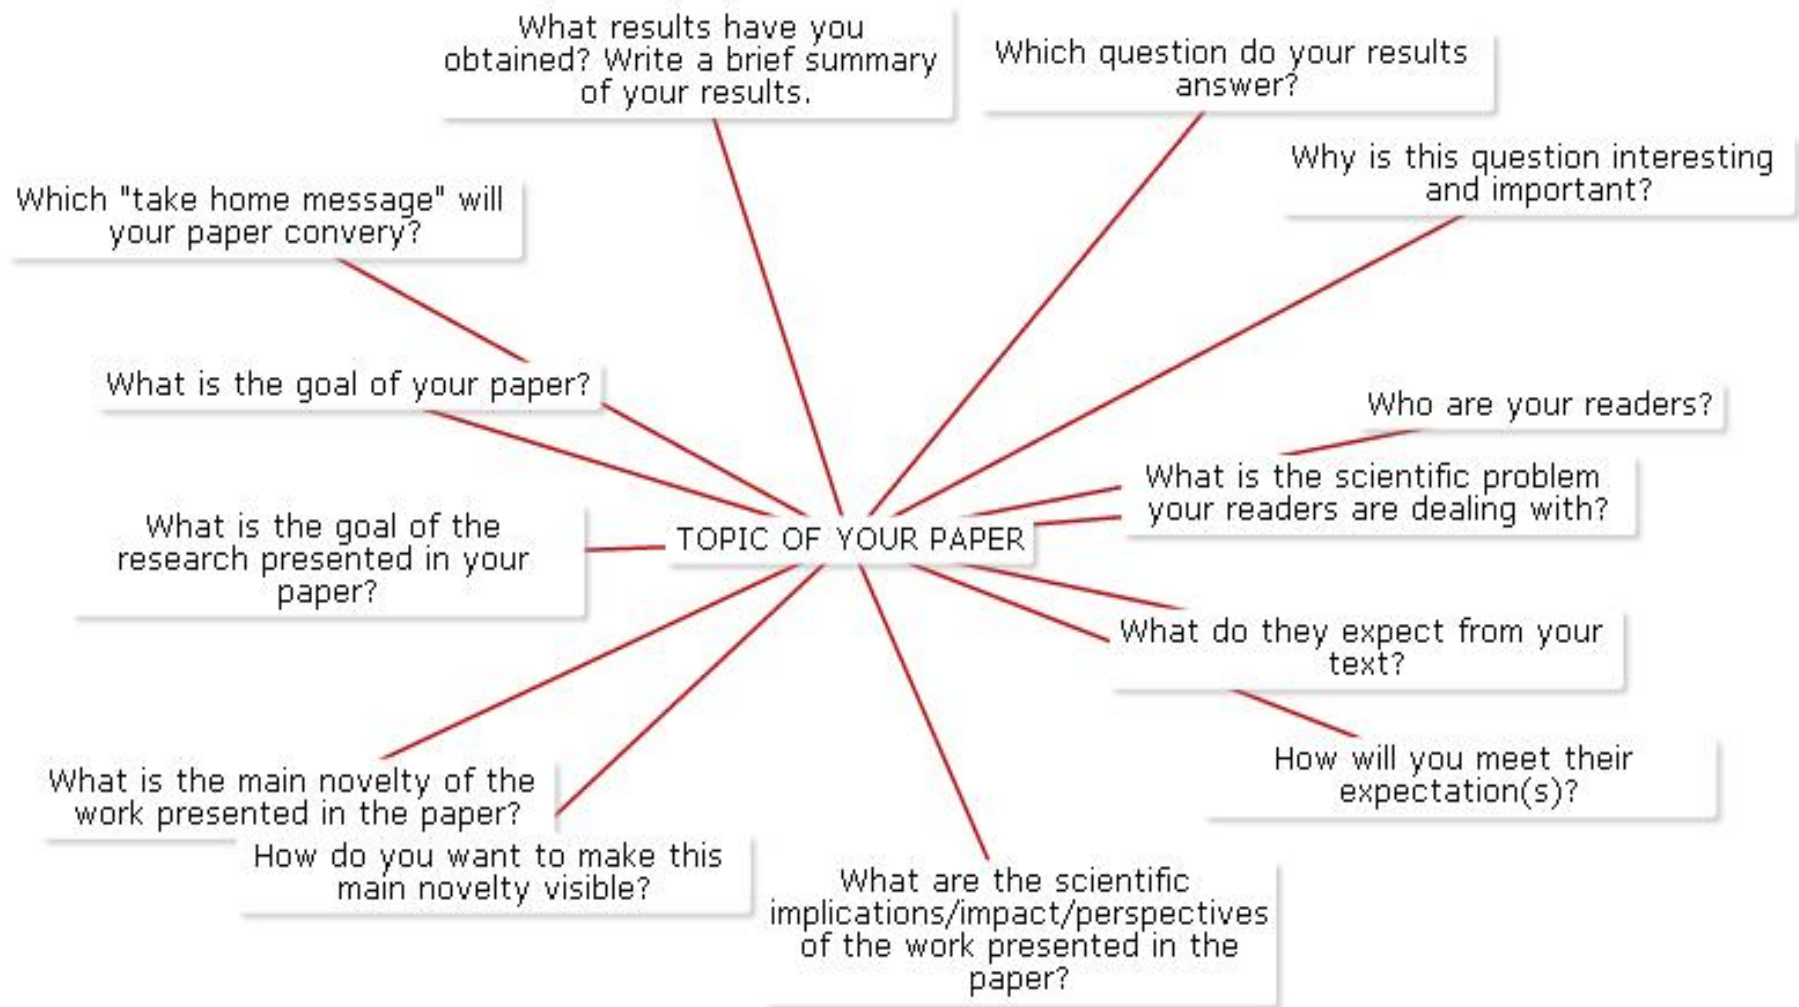 What results have you
obtained? Write a brief summary
of your results.
Which question do your results
answer?
Why is this question interesting
and important?
Which "take home message" will
your paper convery?
What is the goal of your paper?
Who are your readers?
What is the scientific problem
your readers are dealing with?
What is the goal of the
research presented in your
paper?
TOPIC OF YOUR PAPER
What do they expect from your
text?
How will you meet their
expectation(s)?
What is the main novelty of the
work presented in the paper?
How do you want to make this
main novelty visible?
What are the scientific
implications/impact/perspectives
of the work presented in the
paper?